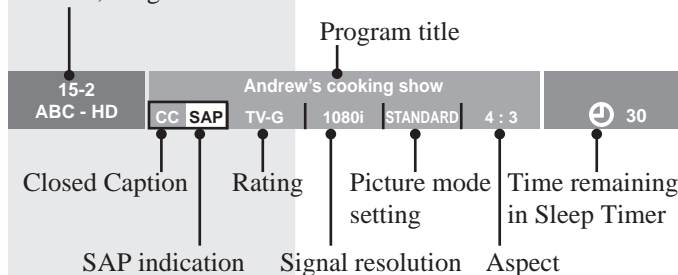 Program title
15-2
ABC - HD
Andrew's cooking show
CC SAP TV-G 1080i STANDARD 4 : 3
30
Closed Caption Rating Picture mode setting Time remaining in Sleep Timer
SAP indication Signal resolution Aspect